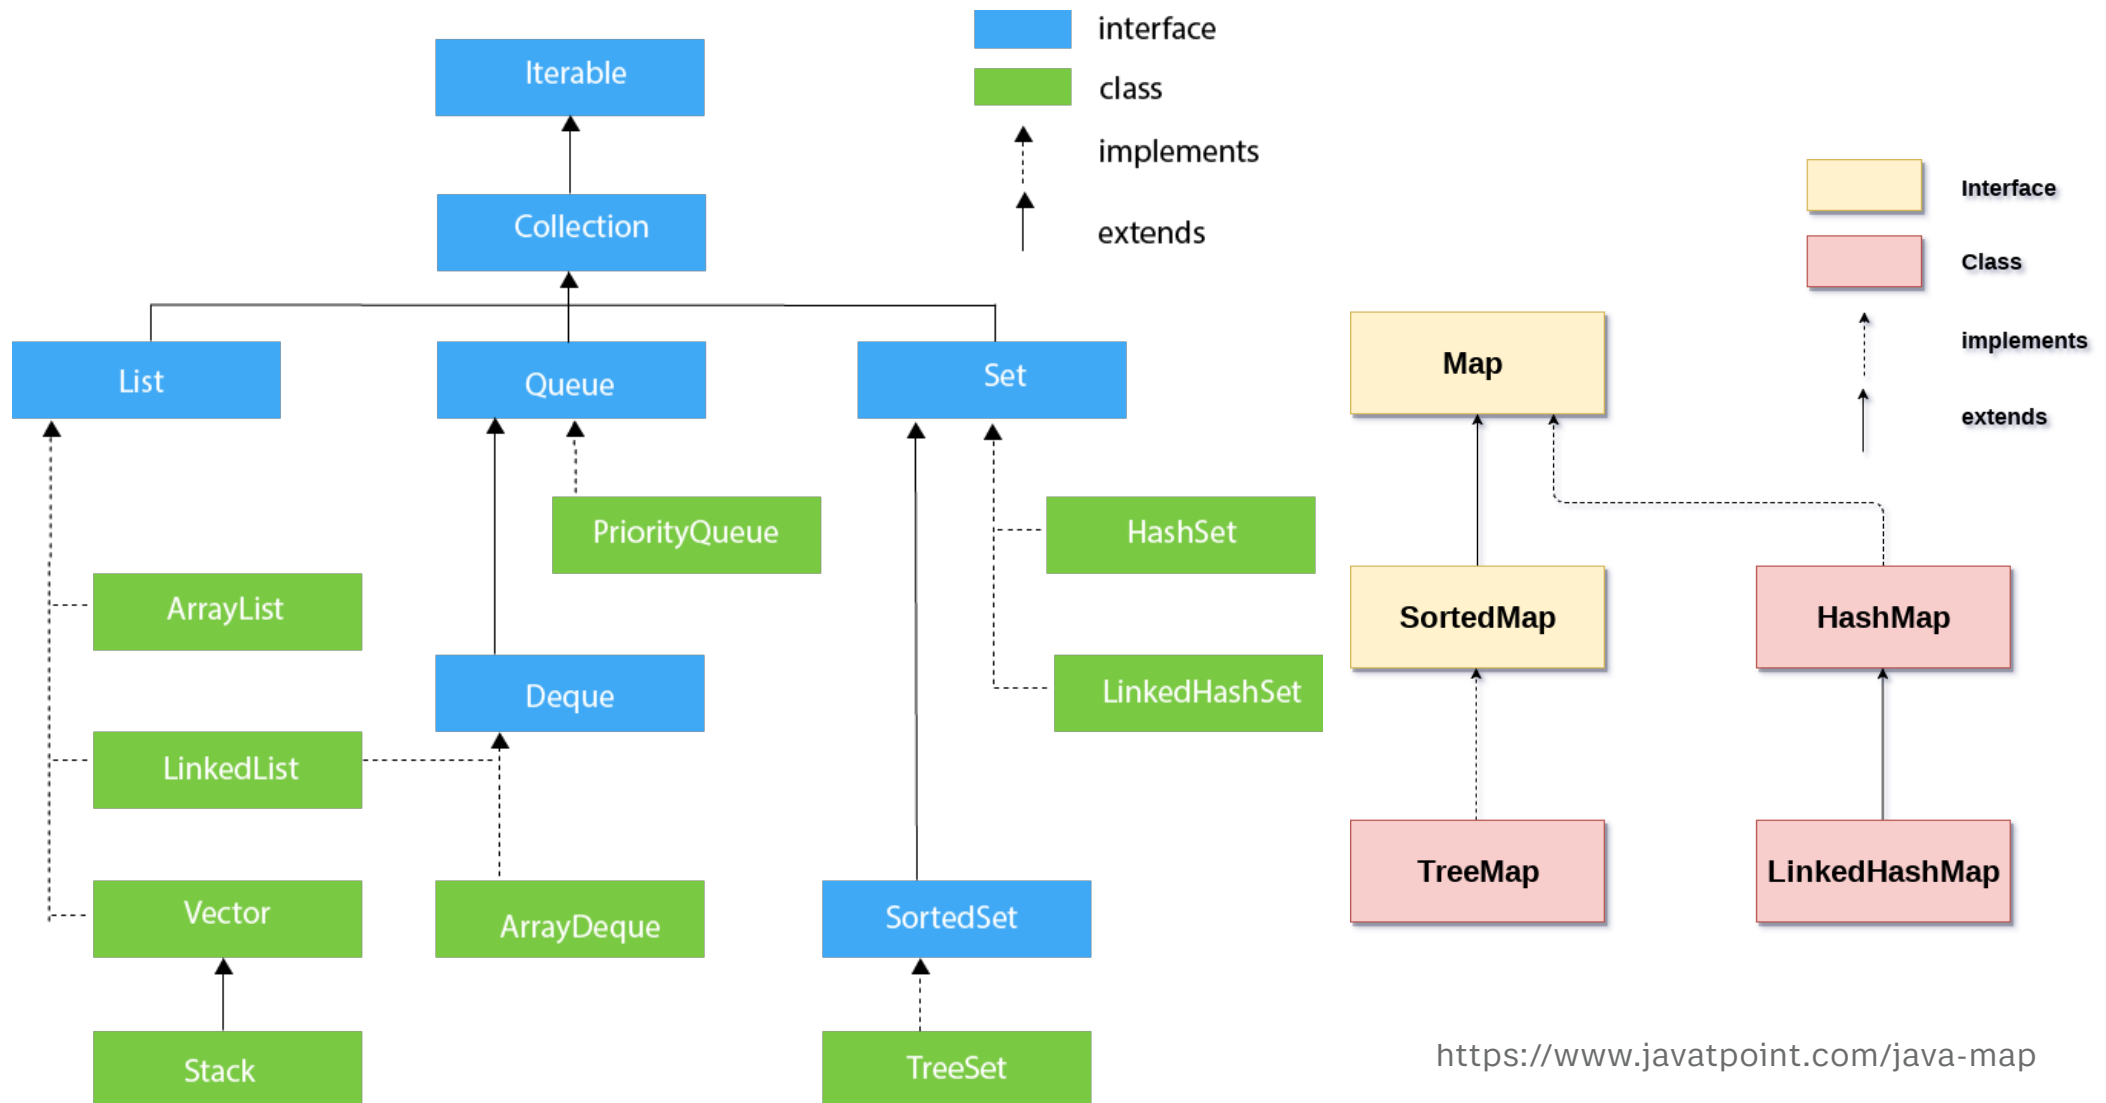 Iterable
interface
class
implements
extends
Collection
List
Queue
Set
PriorityQueue
HashSet
ArrayList
Deque
LinkedHashSet
LinkedList
Vector
ArrayDeque
SortedSet
Stack
TreeSet
Interface
Class
implements
extends
Map
SortedMap
HashMap
TreeMap
LinkedHashMap
https://www.javatpoint.com/java-map